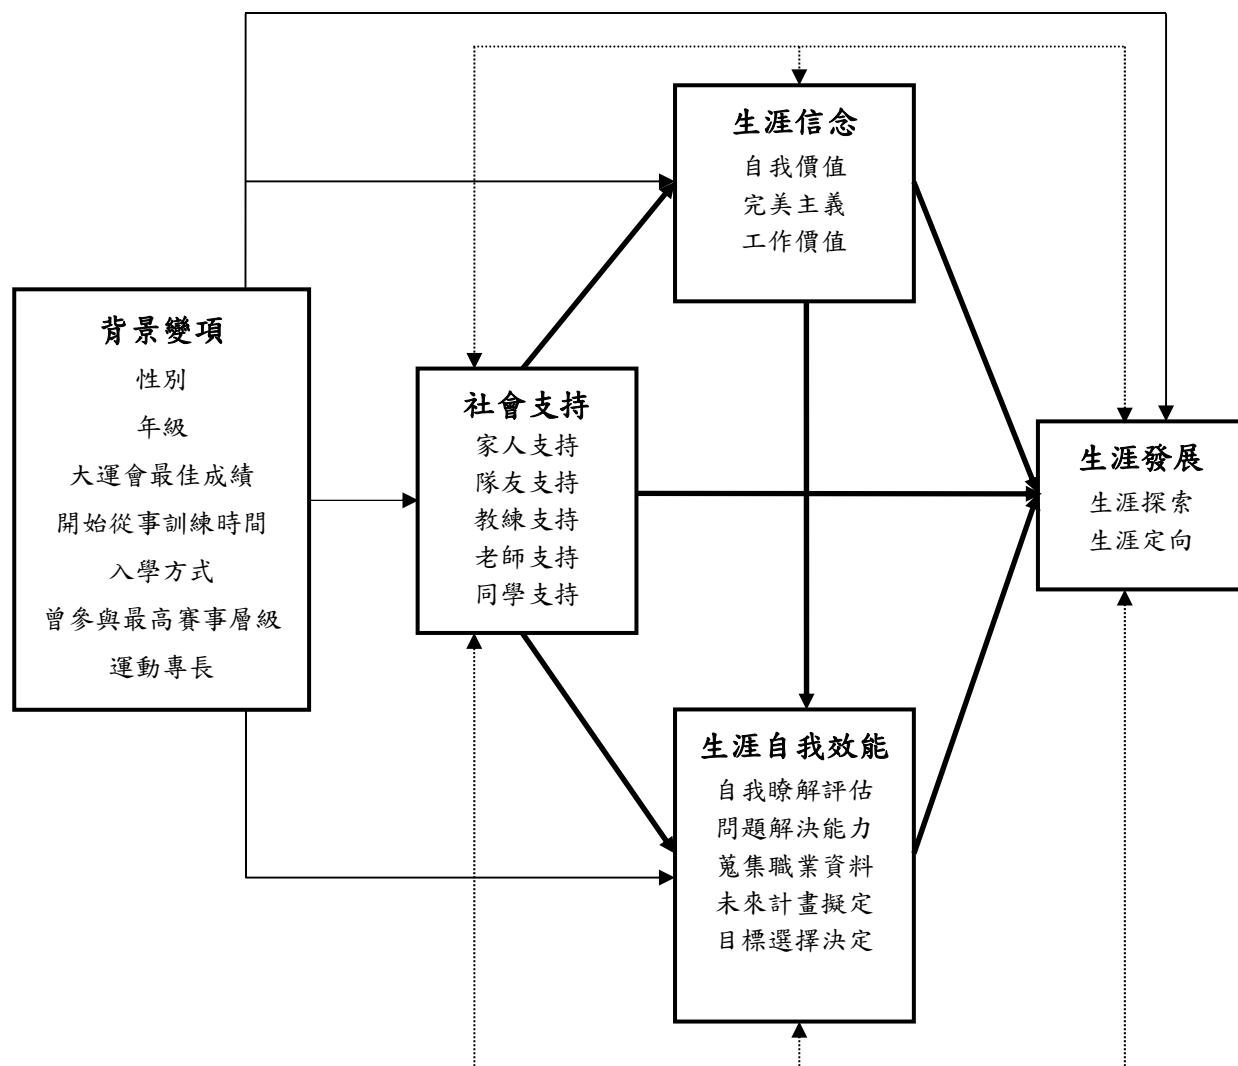 生涯信念
自我價值
完美主義
工作價值
背景變項
性別
年級
大運會最佳成績
開始從事訓練時間
入學方式
曾參與最高賽事層級
運動專長
社會支持
家人支持
隊友支持
教練支持
老師支持
同學支持
生涯發展
生涯探索
生涯定向
生涯自我效能
自我瞭解評估
問題解決能力
蒐集職業資料
未來計畫擬定
目標選擇決定